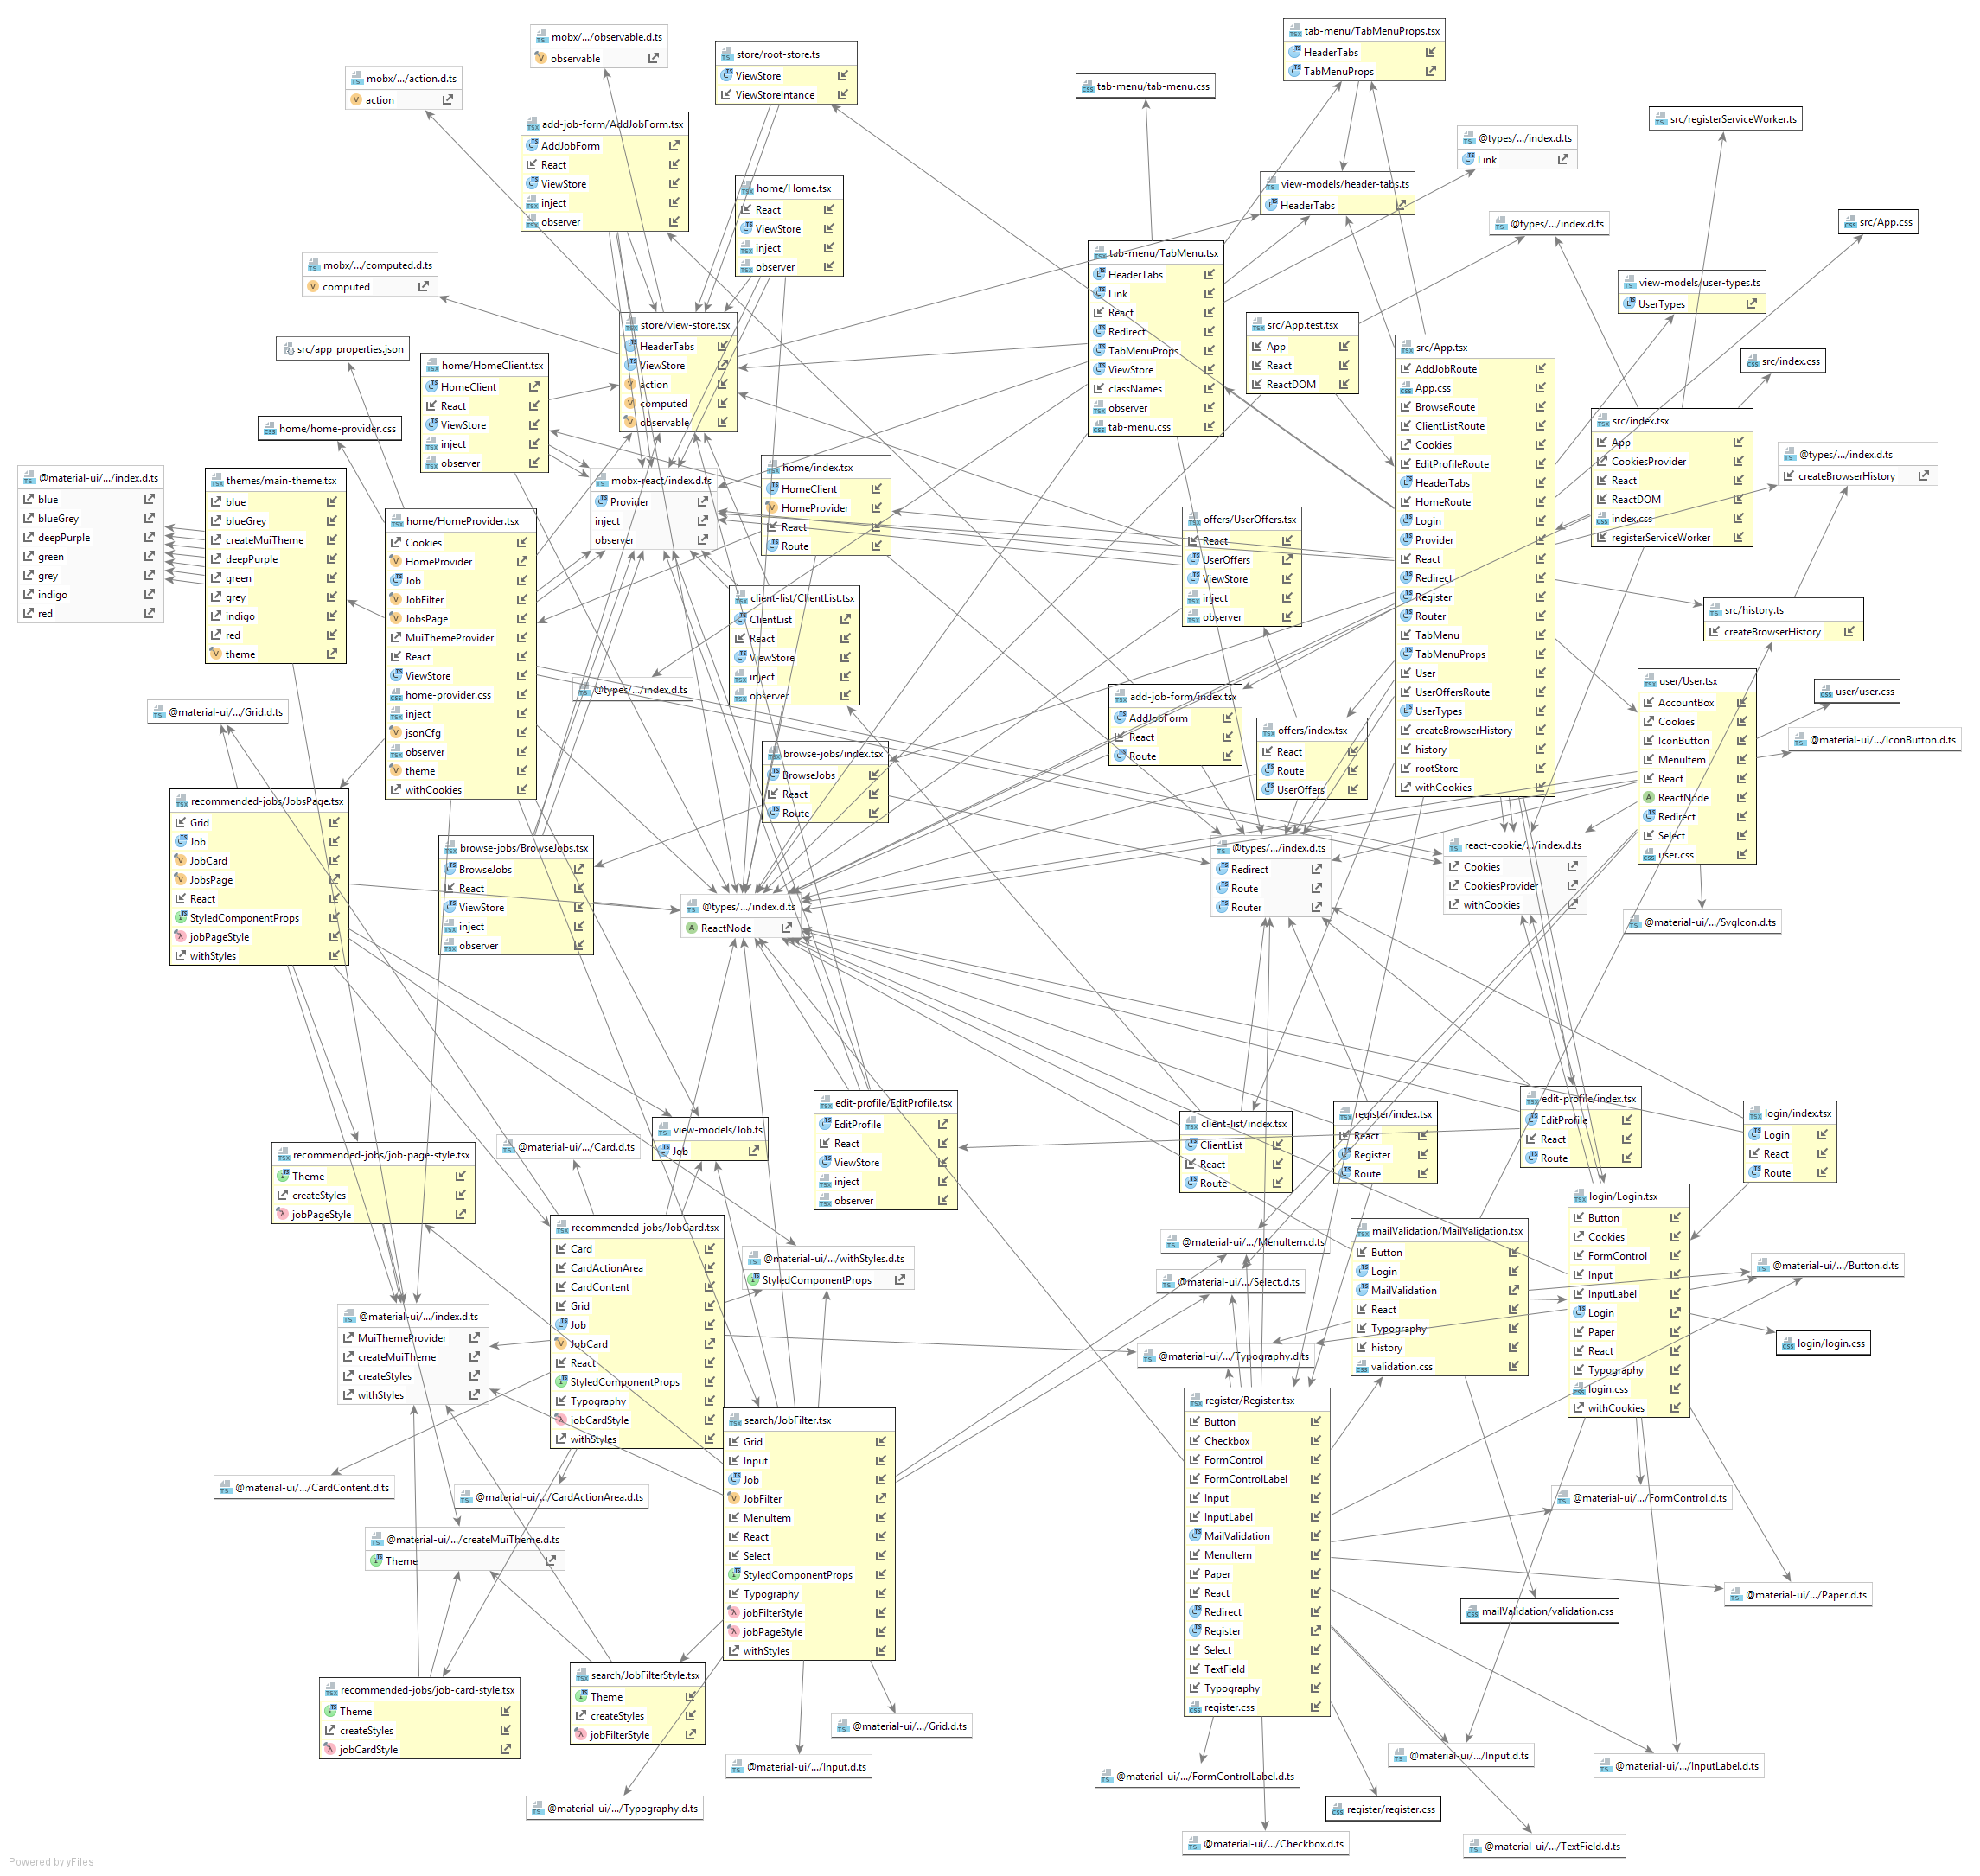 mobx/.../observable.d.ts
observable
mobx/.../action.d.ts
action
store/root-store.ts
ViewStore
ViewStoreIntance
tab-menu/TabMenuProps.tsx
HeaderTabs
TabMenuProps
tab-menu/tab-menu.css
src/registerServiceWorker.ts
add-job-form/AddJobForm.tsx
AddJobForm
React
ViewStore
inject
observer
@types/.../index.d.ts
Link
home/Home.tsx
React
ViewStore
inject
observer
view-models/header-tabs.ts
HeaderTabs
@types/.../index.d.ts
src/App.css
mobx/.../computed.d.ts
computed
tab-menu/TabMenu.tsx
HeaderTabs
Link
React
Redirect
TabMenuProps
ViewStore
classNames
observer
tab-menu.css
view-models/user-types.ts
UserTypes
store/view-store.tsx
HeaderTabs
ViewStore
action
computed
observable
src/App.test.tsx
App
React
ReactDOM
src/app_properties.json
src/App.tsx
AddJobRoute
App.css
BrowseRoute
ClientListRoute
Cookies
EditProfileRoute
HeaderTabs
HomeRoute
Login
Provider
React
Redirect
Register
Router
TabMenu
TabMenuProps
User
UserOffersRoute
UserTypes
createBrowserHistory
history
rootStore
withCookies
src/index.css
home/HomeClient.tsx
HomeClient
React
ViewStore
inject
observer
home/home-provider.css
src/index.tsx
App
CookiesProvider
React
ReactDOM
index.css
registerServiceWorker
@types/.../index.d.ts
createBrowserHistory
@material-ui/.../index.d.ts
blue
blueGrey
deepPurple
green
grey
indigo
red
themes/main-theme.tsx
blue
blueGrey
createMuiTheme
deepPurple
green
grey
indigo
red
theme
mobx-react/index.d.ts
Provider
inject
observer
home/index.tsx
HomeClient
HomeProvider
React
Route
home/HomeProvider.tsx
Cookies
HomeProvider
Job
JobFilter
JobsPage
MuiThemeProvider
React
ViewStore
home-provider.css
inject
jsonCfg
observer
theme
withCookies
offers/UserOffers.tsx
React
UserOffers
ViewStore
inject
observer
client-list/ClientList.tsx
ClientList
React
ViewStore
inject
observer
src/history.ts
createBrowserHistory
@types/.../index.d.ts
user/User.tsx
AccountBox
Cookies
IconButton
MenuItem
React
ReactNode
Redirect
Select
user.css
user/user.css
@material-ui/.../IconButton.d.ts
@material-ui/.../Grid.d.ts
add-job-form/index.tsx
AddJobForm
React
Route
offers/index.tsx
React
Route
UserOffers
browse-jobs/index.tsx
BrowseJobs
React
Route
recommended-jobs/JobsPage.tsx
Grid
Job
JobCard
JobsPage
React
StyledComponentProps
jobPageStyle
withStyles
browse-jobs/BrowseJobs.tsx
BrowseJobs
React
ViewStore
inject
observer
@types/.../index.d.ts
Redirect
Route
Router
react-cookie/.../index.d.ts
Cookies
CookiesProvider
withCookies
@types/.../index.d.ts
ReactNode
@material-ui/.../SvgIcon.d.ts
edit-profile/EditProfile.tsx
EditProfile
React
ViewStore
inject
observer
edit-profile/index.tsx
EditProfile
React
Route
login/index.tsx
Login
React
Route
register/index.tsx
React
Register
Route
client-list/index.tsx
ClientList
React
Route
view-models/Job.ts
Job
@material-ui/.../Card.d.ts
recommended-jobs/job-page-style.tsx
Theme
createStyles
jobPageStyle
login/Login.tsx
Button
Cookies
FormControl
Input
InputLabel
Login
Paper
React
Typography
login.css
withCookies
recommended-jobs/JobCard.tsx
Card
CardActionArea
CardContent
Grid
Job
JobCard
React
StyledComponentProps
Typography
jobCardStyle
withStyles
mailValidation/MailValidation.tsx
Button
Login
MailValidation
React
Typography
history
validation.css
@material-ui/.../MenuItem.d.ts
@material-ui/.../withStyles.d.ts
StyledComponentProps
@material-ui/.../Button.d.ts
@material-ui/.../Select.d.ts
@material-ui/.../index.d.ts
MuiThemeProvider
createMuiTheme
createStyles
withStyles
login/login.css
@material-ui/.../Typography.d.ts
register/Register.tsx
Button
Checkbox
FormControl
FormControlLabel
Input
InputLabel
MailValidation
MenuItem
Paper
React
Redirect
Register
Select
TextField
Typography
register.css
search/JobFilter.tsx
Grid
Input
Job
JobFilter
MenuItem
React
Select
StyledComponentProps
Typography
jobFilterStyle
jobPageStyle
withStyles
@material-ui/.../CardContent.d.ts
@material-ui/.../CardActionArea.d.ts
@material-ui/.../FormControl.d.ts
@material-ui/.../createMuiTheme.d.ts
Theme
@material-ui/.../Paper.d.ts
mailValidation/validation.css
search/JobFilterStyle.tsx
Theme
createStyles
jobFilterStyle
recommended-jobs/job-card-style.tsx
Theme
createStyles
jobCardStyle
@material-ui/.../Grid.d.ts
@material-ui/.../Input.d.ts
@material-ui/.../Input.d.ts
@material-ui/.../InputLabel.d.ts
@material-ui/.../FormControlLabel.d.ts
@material-ui/.../Typography.d.ts
register/register.css
@material-ui/.../Checkbox.d.ts
@material-ui/.../TextField.d.ts
Powered by yFiles